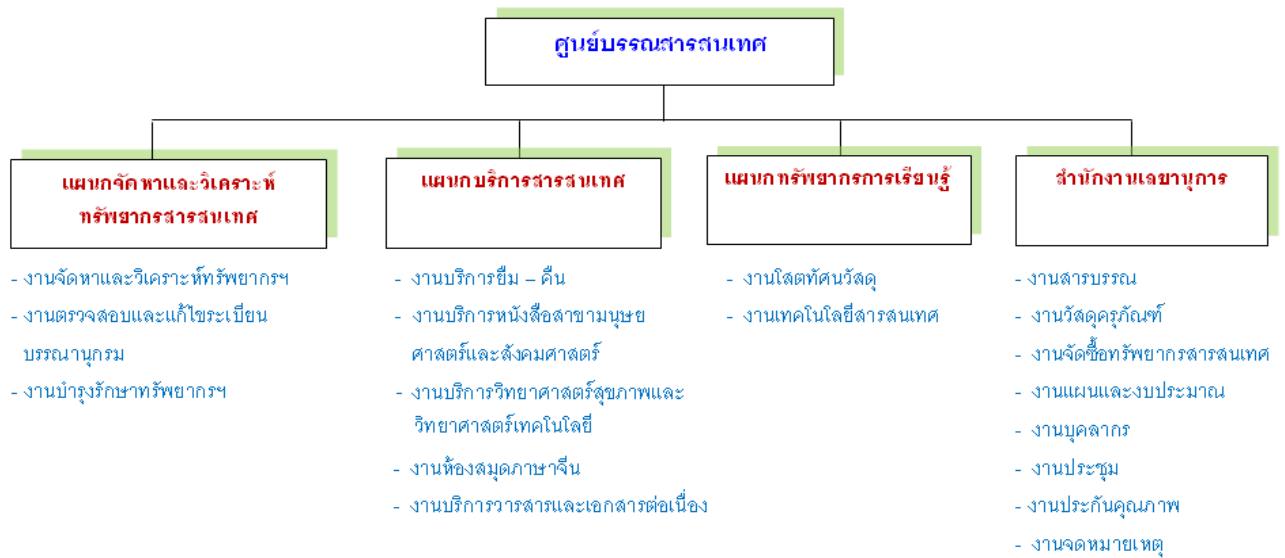 ศูนย์บรรณสารสนเทศ
แผนกจัดหาและวิเคราะห์
ทรัพยากรสารสนเทศ
- งานจัดหาและวิเคราะห์ทรัพยากรฯ
- งานตรวจสอบและแก้ไขระเบียน
บรรณานุกรม
- งานบำรุงรักษาทรัพยากรฯ
แผนกบริการสารสนเทศ
- งานบริการยืม – คืน
- งานบริการหนังสือสาขามนุษย
ศาสตร์และสังคมศาสตร์
- งานบริการวิทยาศาสตร์สุขภาพและ
วิทยาศาสตร์เทคโนโลยี
- งานห้องสมุดภาษาจีน
- งานบริการวารสารและเอกสารต่อเนื่อง
แผนกทรัพยากรการเรียนรู้
- งานโสตทัศนวัสดุ
- งานเทคโนโลยีสารสนเทศ
สำนักงานเลขานุการ
- งานสารบรรณ
- งานวัสดุครุภัณฑ์
- งานจัดซื้อทรัพยากรสารสนเทศ
- งานแผนและงบประมาณ
- งานบุคลากร
- งานประชุม
- งานประกันคุณภาพ
- งานจดหมายเหตุ